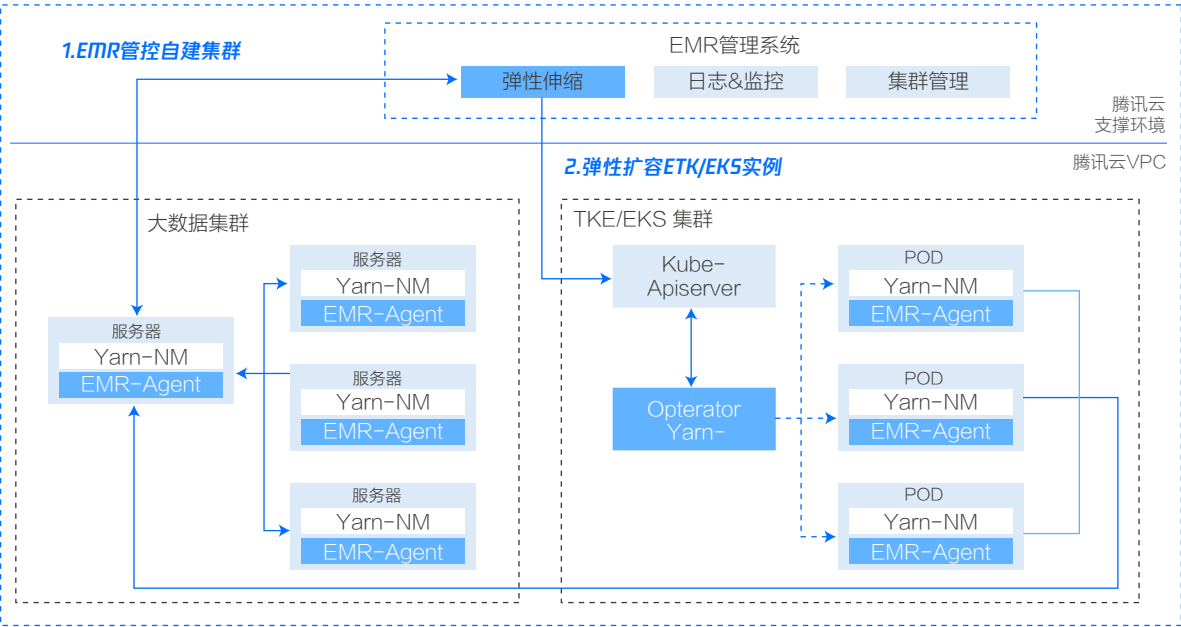 1.EMR管控自建集群
EMR管理系统
弹性伸缩
日志&监控
集群管理
腾讯云
支撑环境
腾讯云VPC
2.弹性扩容ETK/EKS实例
大数据集群
服务器
Yarn-NM
EMR-Agent
服务器
Yarn-NM
EMR-Agent
服务器
Yarn-NM
EMR-Agent
服务器
Yarn-NM
EMR-Agent
TKE/EKS 集群
Kube-
Apiserver
Opterator
Yarn-
POD
Yarn-NM
EMR-Agent
POD
Yarn-NM
EMR-Agent
POD
Yarn-NM
EMR-Agent